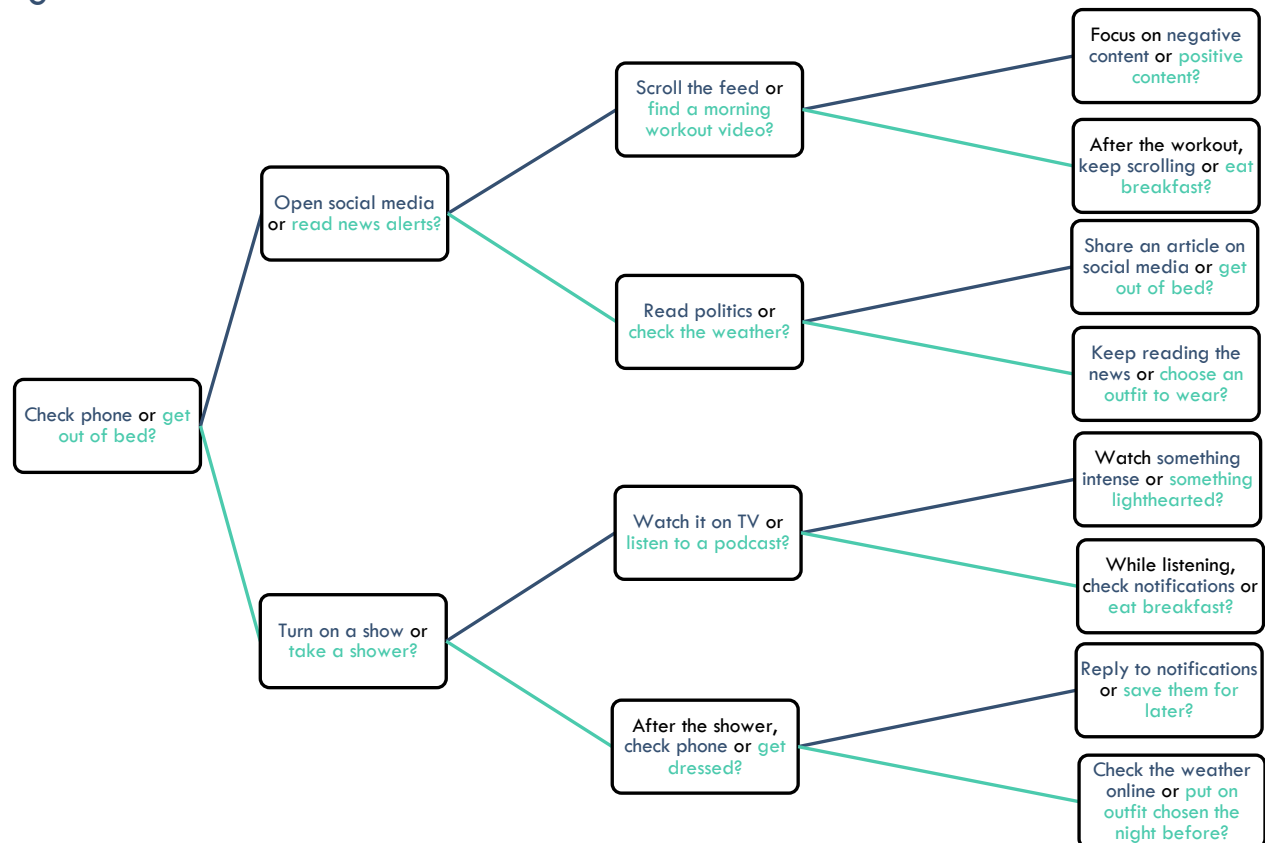 Check phone or get
out of bed?
Open social media
or read news alerts?
Turn on a show or
take a shower?
Scroll the feed or
find a morning
workout video?
Read politics or
check the weather?
Watch it on TV or
listen to a podcast?
After the shower,
check phone or get
dressed?
Focus on negative
content or positive
content?
After the workout,
keep scrolling or eat
breakfast?
Share an article on
social media or get
out of bed?
Keep reading the
news or choose an
outfit to wear?
Watch something
intense or something
lighthearted?
While listening,
check notifications or
eat breakfast?
Reply to notifications
or save them for
later?
Check the weather
online or put on
outfit chosen the
night before?